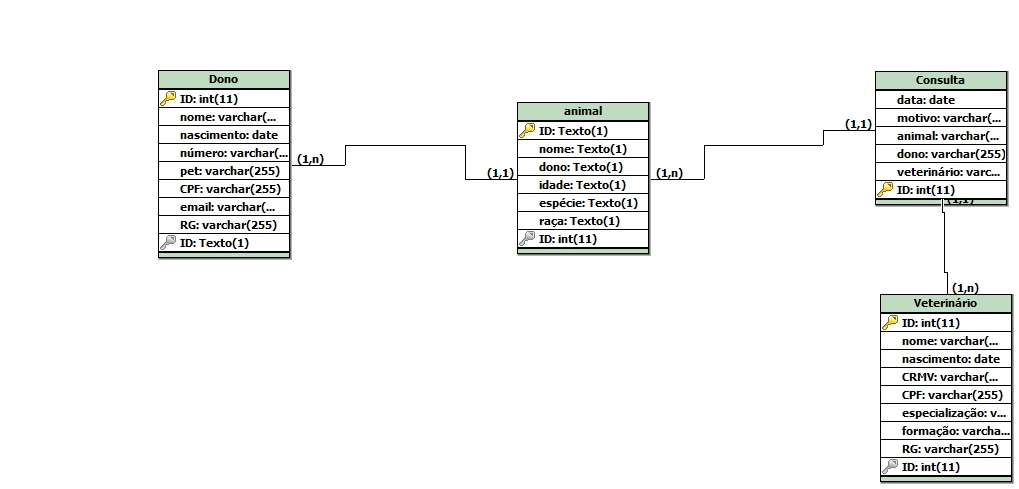 Dono
ID: int(11)
nome: varchar(...
nascimento: date
número: varchar(...
pet: varchar(255)
CPF: varchar(255)
email: varchar(...
RG: varchar(255)
ID: Texto(1)
(1,n)
(1,1)
animal
ID: Texto(1)
nome: Texto(1)
dono: Texto(1)
idade: Texto(1)
espécie: Texto(1)
raça: Texto(1)
ID: int(11)
(1,n)
(1,1)
Consulta
data: date
motivo: varchar(...
animal: varchar(...
dono: varchar(255)
veterinário: varc...
ID: int(11)
(1,1)
(1,n)
Veterinário
ID: int(11)
nome: varchar(...
nascimento: date
CRMV: varchar(...
CPF: varchar(255)
especialização: v...
formação: varcha...
RG: varchar(255)
ID: int(11)